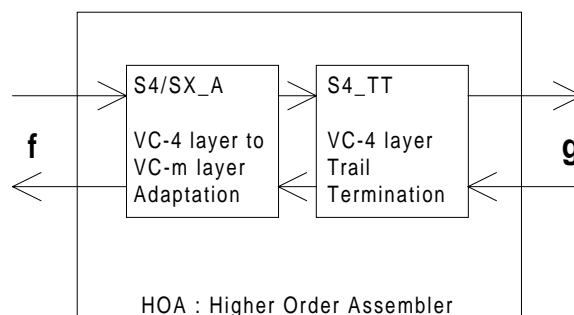 S4/SX_A
VC-4 layer to
VC-m layer
Adaptation
S4_TT
VC-4 layer
Trail
Termination
f
g
HOA : Higher Order Assembler